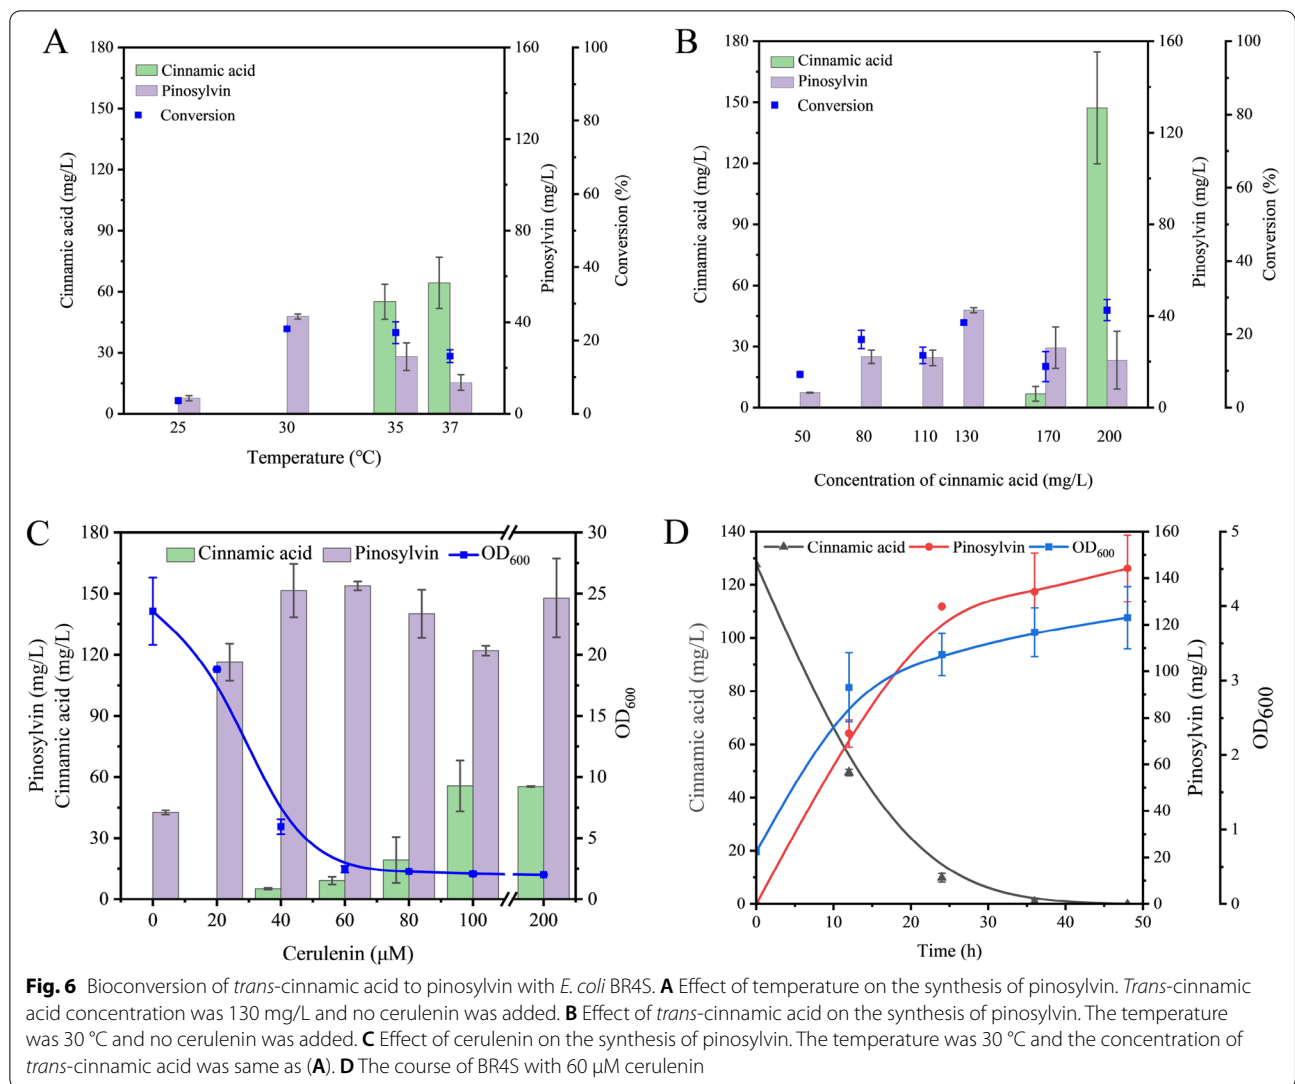 A
180
150
120
90
60
30
0
Cinnamic acid (mg/L)
Cinnamic acid
Pinosylvin
Conversion
25
30
35
37
Temperature (℃)
160
120
80
40
0
Pinosylvin (mg/L)
100
80
60
40
20
0
Conversion (%)
B
180
150
120
90
60
30
0
Cinnamic acid (mg/L)
Cinnamic acid
Pinosylvin
Conversion
50
80
110
130
170
200
Concentration of cinnamic acid (mg/L)
160
120
80
40
0
Pinosylvin (mg/L)
100
80
60
40
20
0
Conversion (%)
C
180
150
120
90
60
30
0
Pinosylvin (mg/L)
Cinnamic acid (mg/L)
Cinnamic acid
Pinosylvin
OD600
0
20
40
60
80
100
200
Cerulenin (μM)
30
25
20
15
10
5
0
OD600
D
140
120
100
80
60
40
20
0
Cinnamic acid (mg/L)
Cinnamic acid
Pinosylvin
OD600
0
10
20
30
40
50
Time (h)
160
140
120
100
80
60
40
20
0
Pinosylvin (mg/L)
5
4
3
2
1
0
OD600
Fig. 6 Bioconversion of trans-cinnamic acid to pinosylvin with E. coli BR4S. A Effect of temperature on the synthesis of pinosylvin. Trans-cinnamic
acid concentration was 130 mg/L and no cerulenin was added. B Effect of trans-cinnamic acid on the synthesis of pinosylvin. The temperature
was 30 °C and no cerulenin was added. C Effect of cerulenin on the synthesis of pinosylvin. The temperature was 30 °C and the concentration of
trans-cinnamic acid was same as (A). D The course of BR4S with 60 μM cerulenin